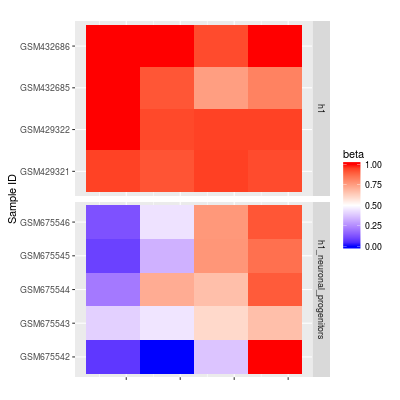 Sample ID
GSM432686
GSM432685
GSM429322
GSM429321
h1
GSM675546
GSM675545
GSM675544
GSM675543
GSM675542
h1_neuronal_progenitors
beta
1.00
0.75
0.50
0.25
0.00